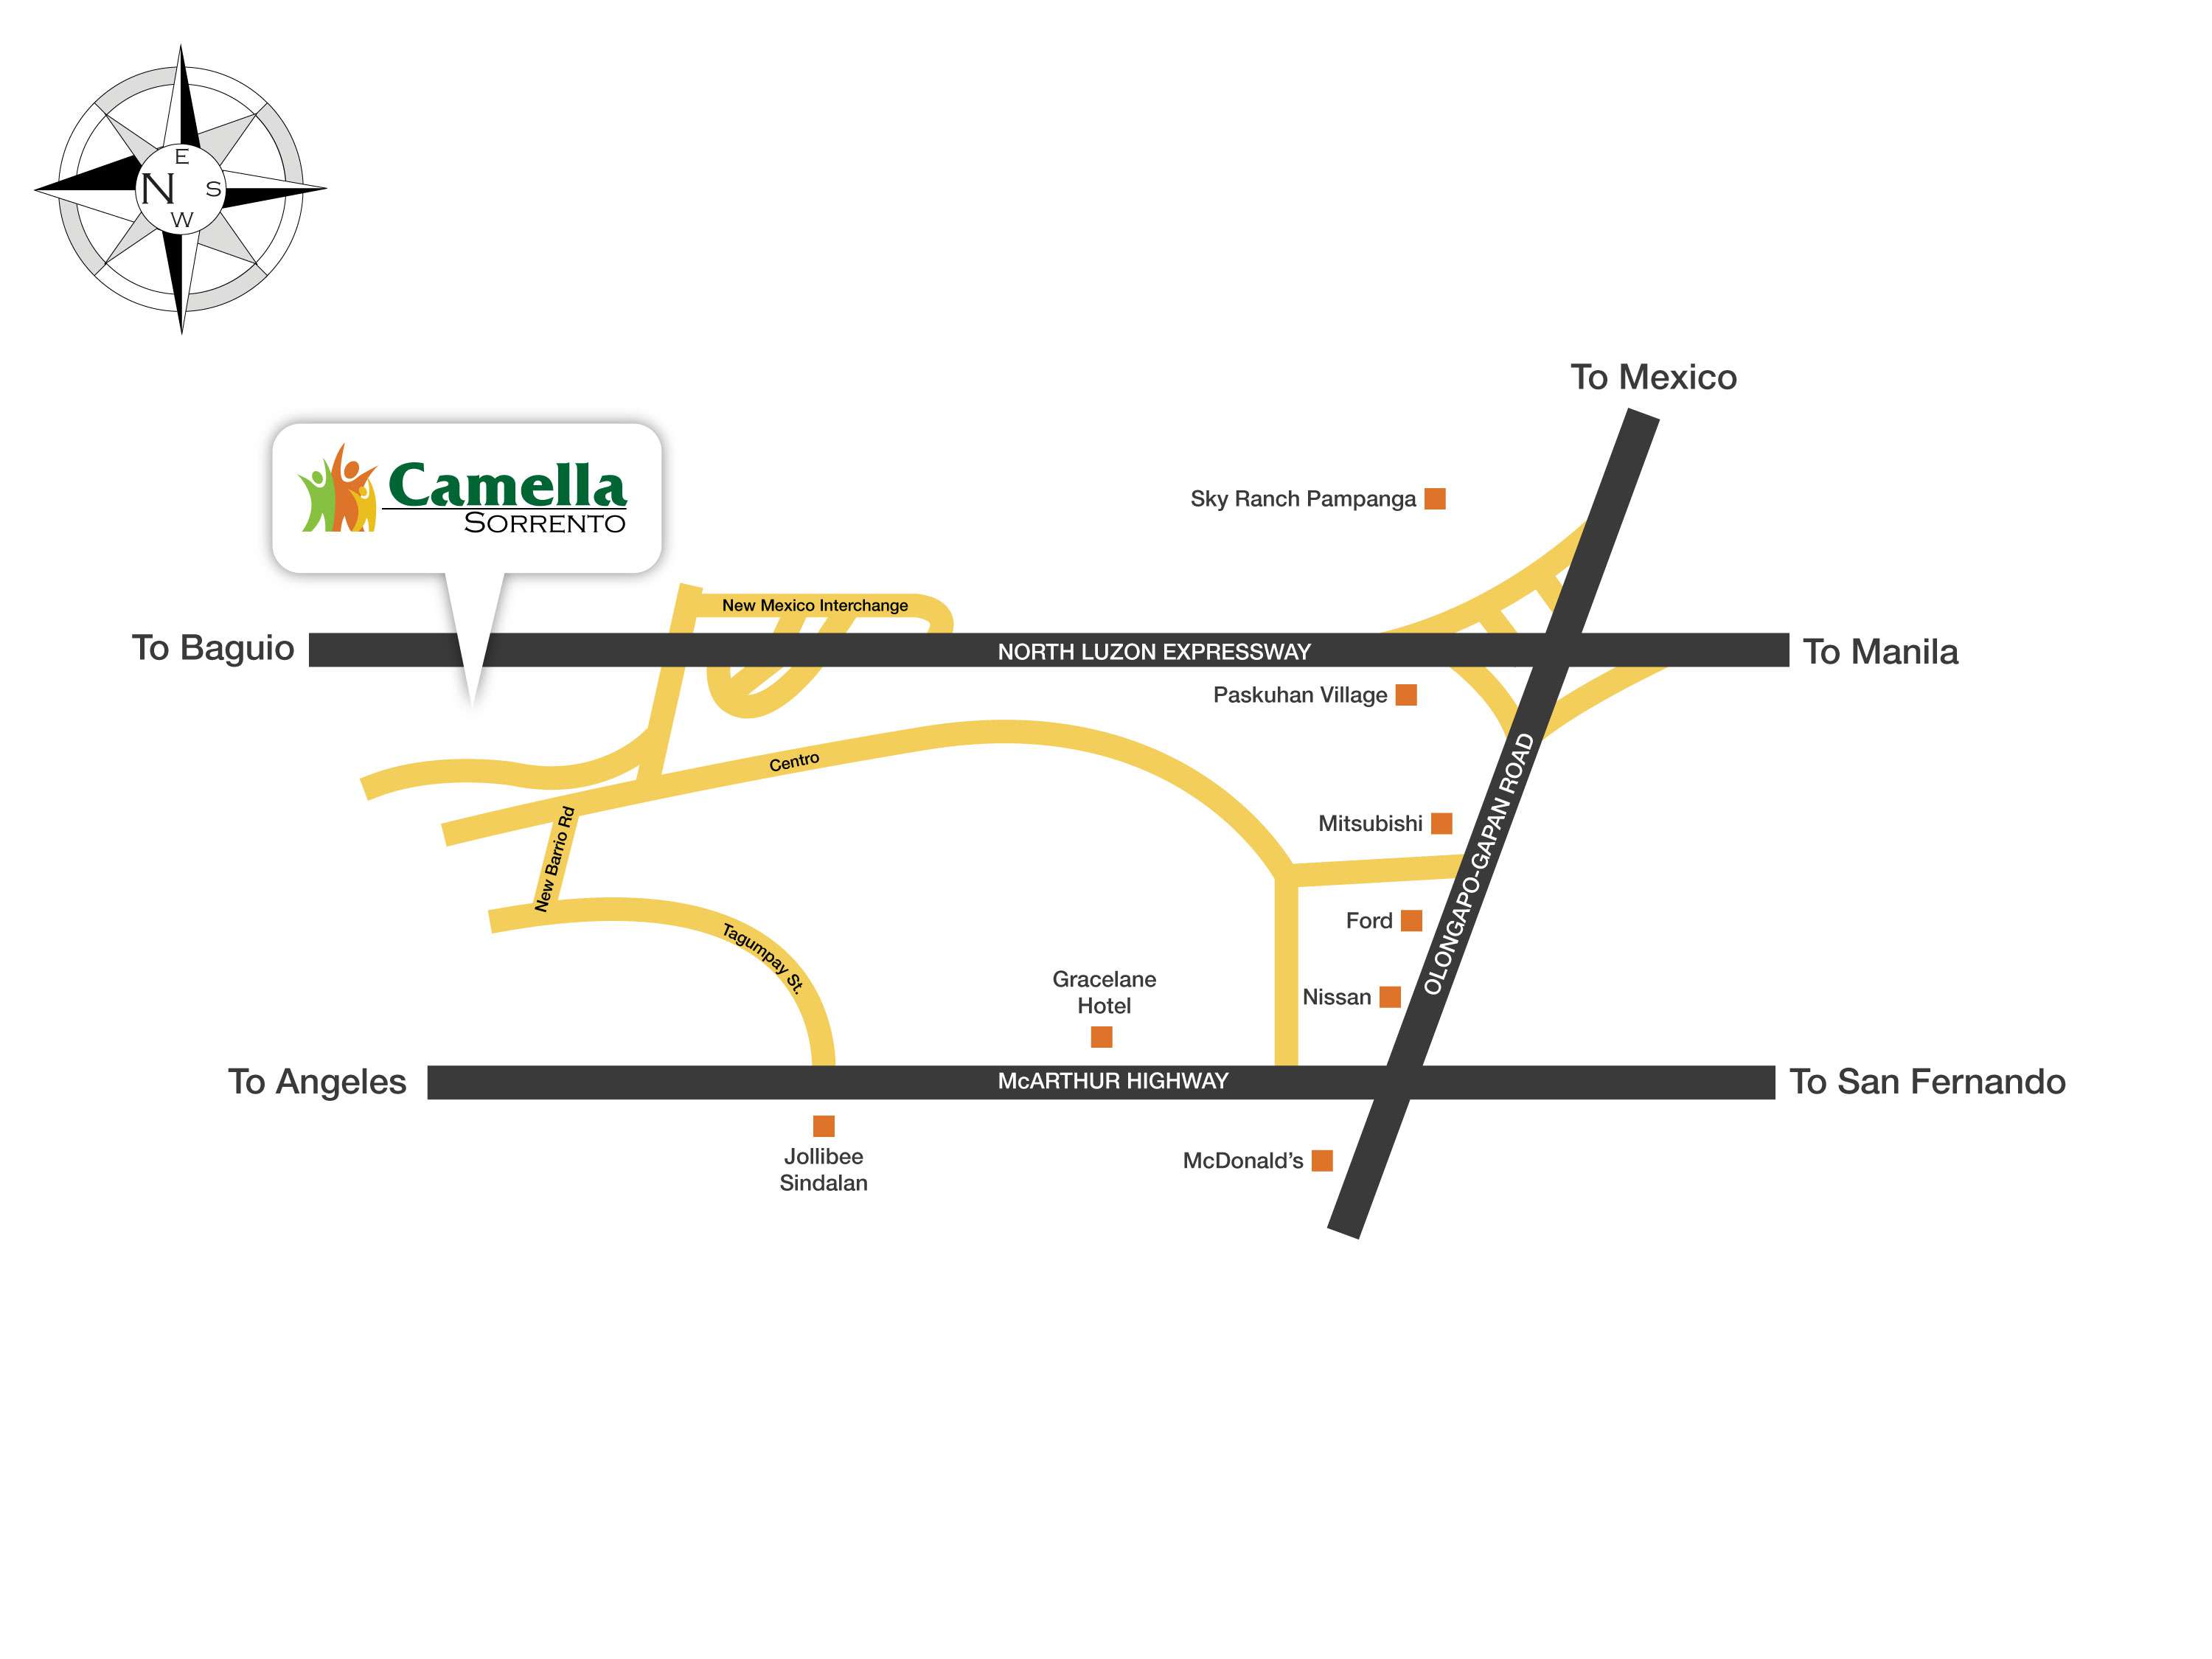 E
N S
W
To Mexico
Camella
SORRENTO
Sky Ranch Pampanga
New Mexico Interchange
To Baguio
NORTH LUZON EXPRESSWAY
To Manila
Paskuhan Village
Centro
Mitsubishi
New Barrio Rd
OLONGAPO-GAPAN ROAD
Ford
Tagumpay St.
Gracelane
Hotel
Nissan
To Angeles
McARTHUR HIGHWAY
To San Fernando
Jollibee
Sindalan
McDonald's